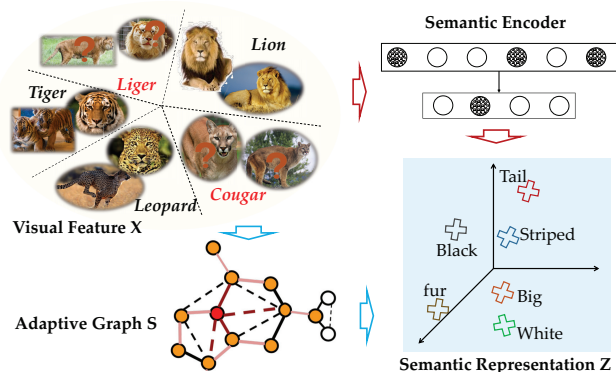 Semantic Encoder
Lion
Liger
Tiger
?
?
?
?
Cougar
Leopard
Visual Feature X
Tail
Striped
Black
fur
Big
White
Adaptive Graph S
Semantic Representation Z